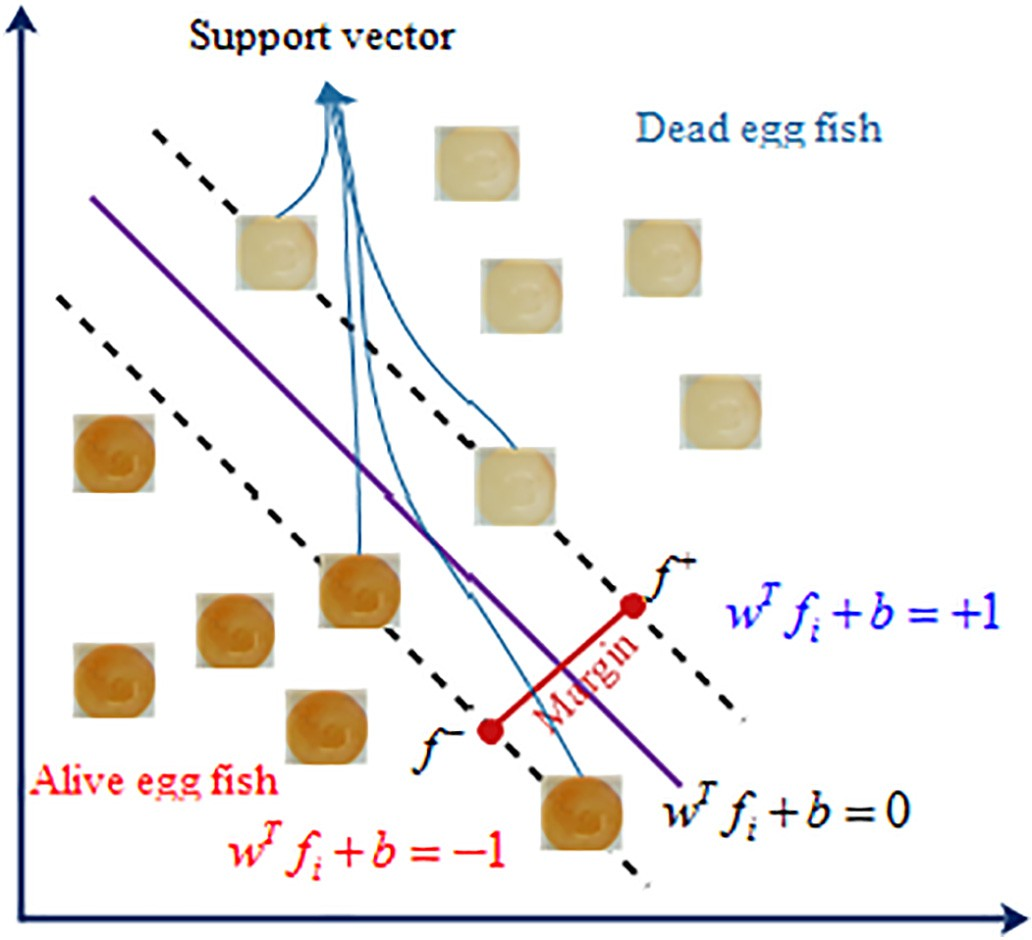 Support vector
Dead egg fish
f⁺
wᵀ fᵢ + b = +1
Margin
f⁻
Alive egg fish
wᵀ fᵢ + b = 0
wᵀ fᵢ + b = −1